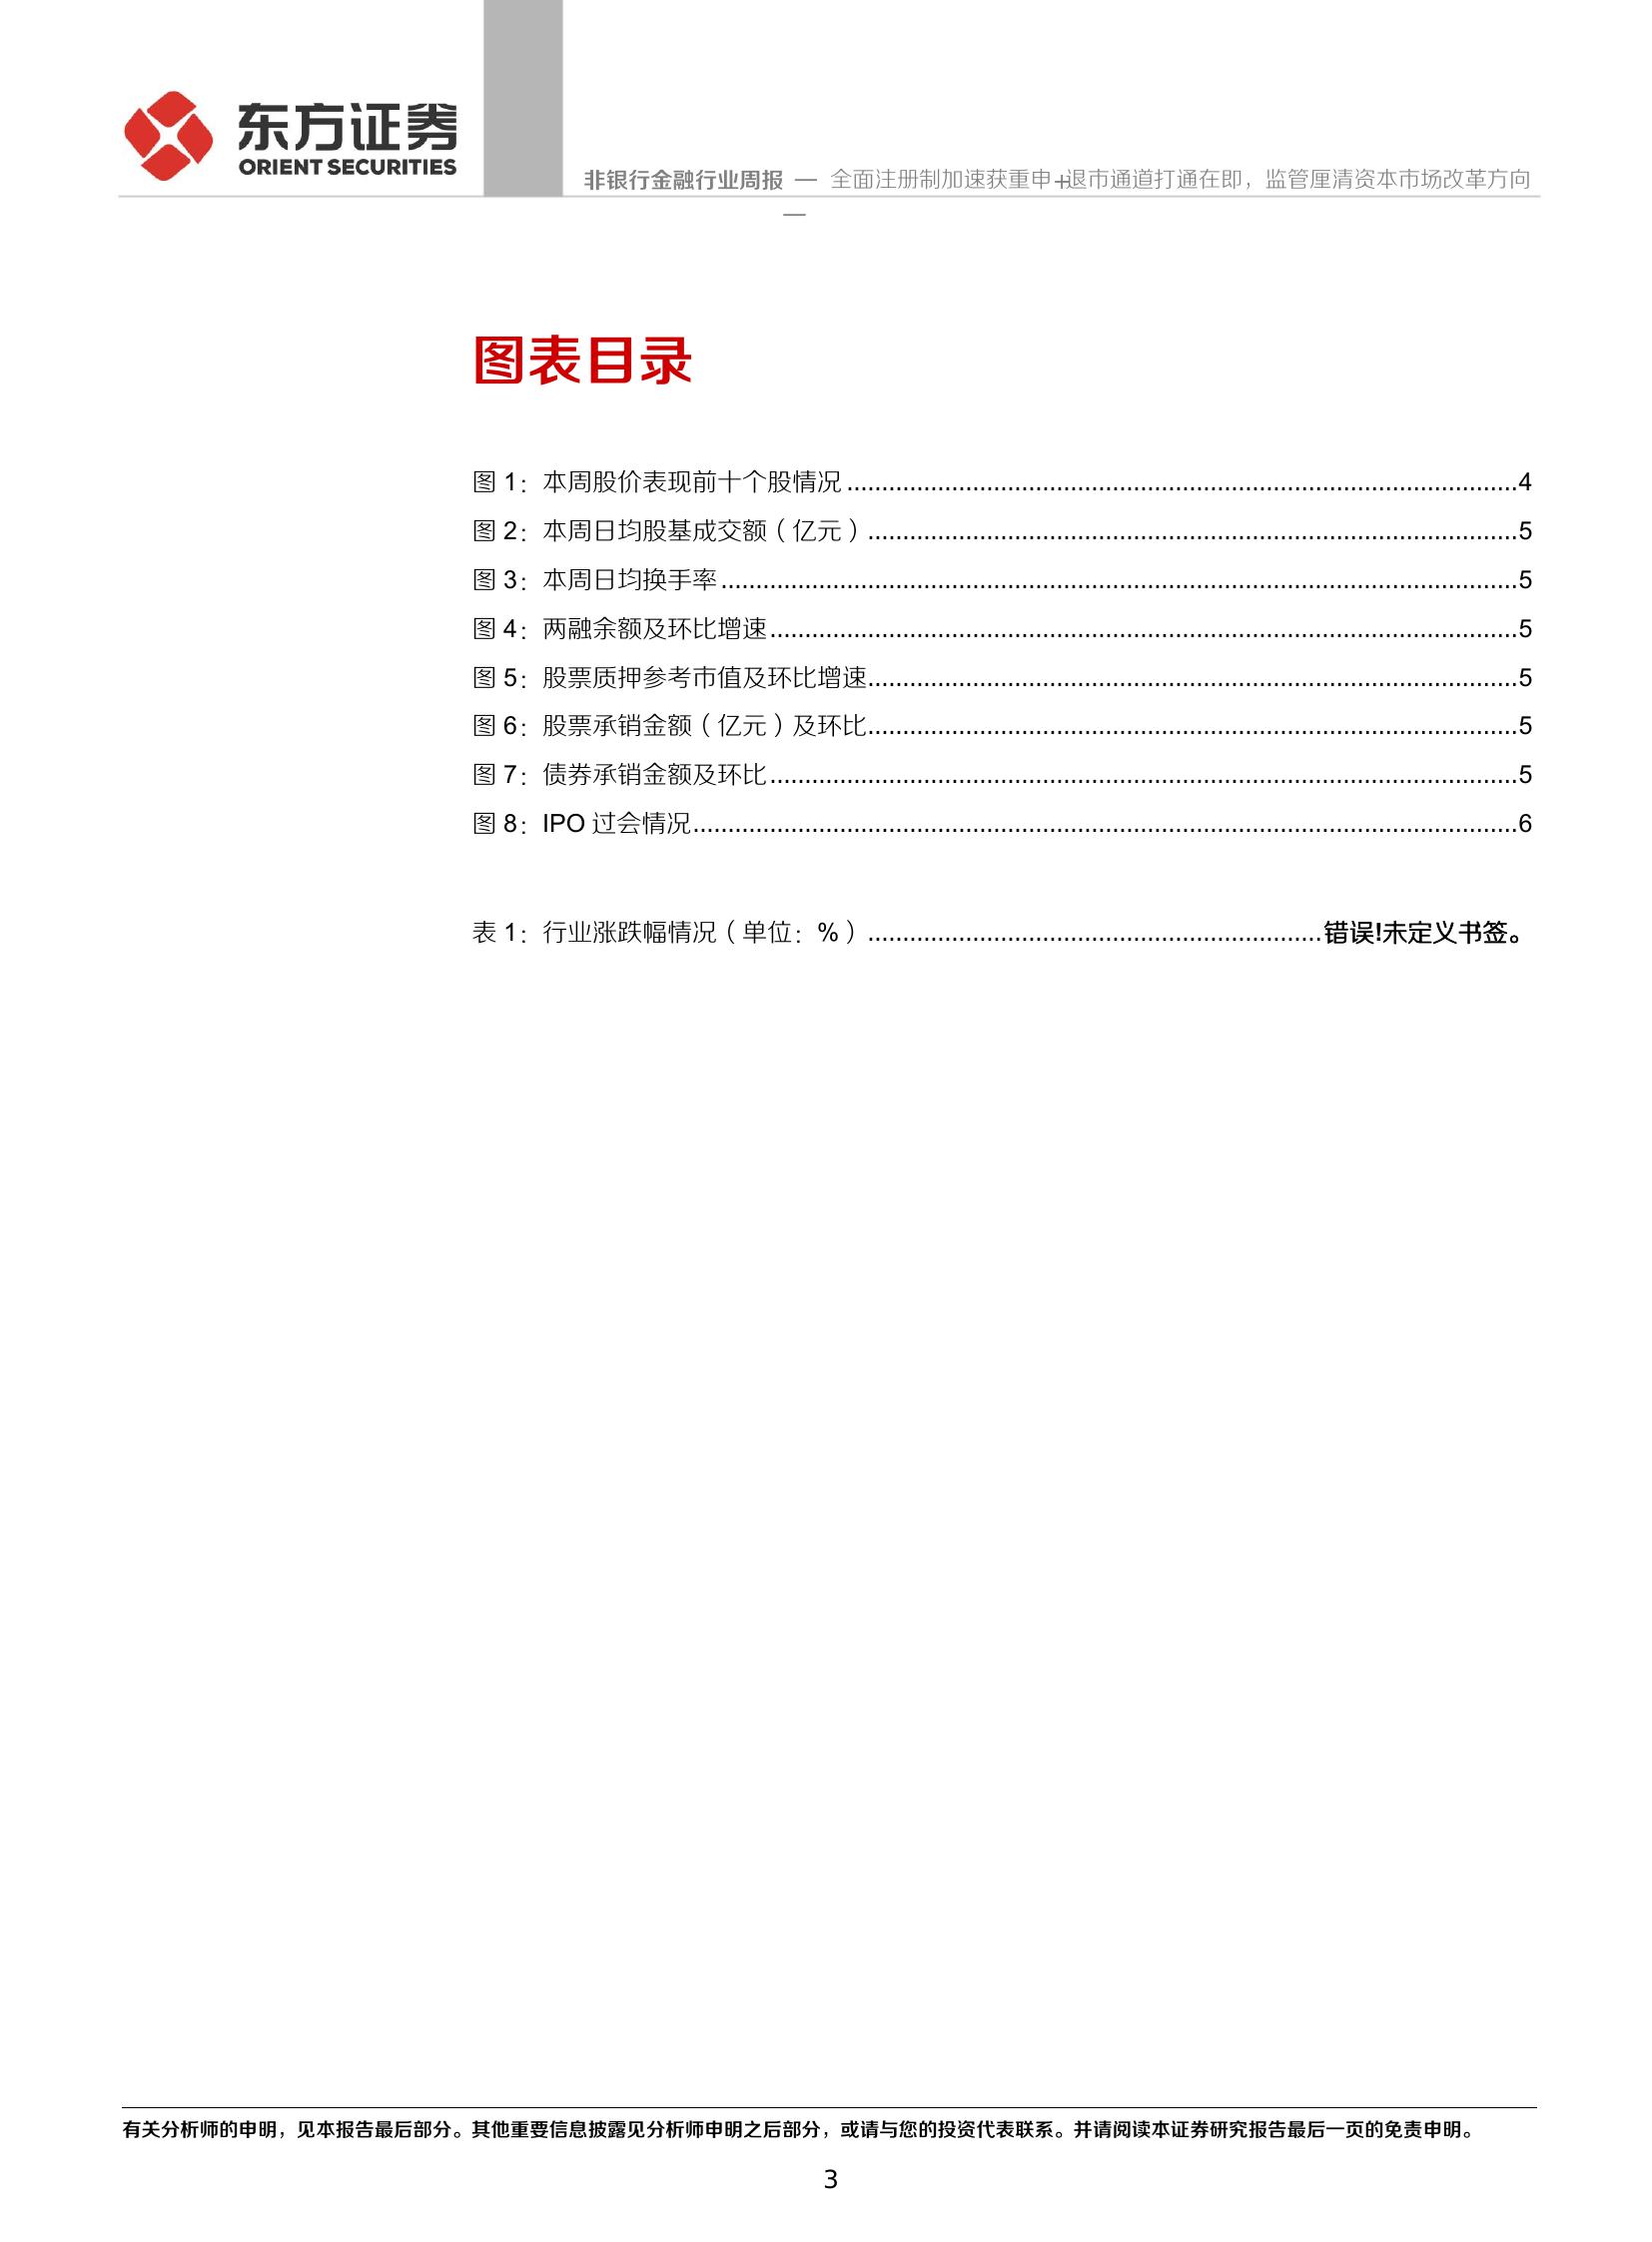 东方证券
ORIENT SECURITIES
非银行金融行业周报 — 全面注册制加速获重申+退市通道打通在即，监管厘清资本市场改革方向
—
图表目录
图 1：本周股价表现前十个股情况......4
图 2：本周日均股基成交额（亿元）......5
图 3：本周日均换手率......5
图 4：两融余额及环比增速......5
图 5：股票质押参考市值及环比增速......5
图 6：股票承销金额（亿元）及环比......5
图 7：债券承销金额及环比......5
图 8：IPO 过会情况......6
表 1：行业涨跌幅情况（单位：%）......错误!未定义书签。
有关分析师的申明，见本报告最后部分。其他重要信息披露见分析师申明之后部分，或请与您的投资代表联系。并请阅读本证券研究报告最后一页的免责申明。
3